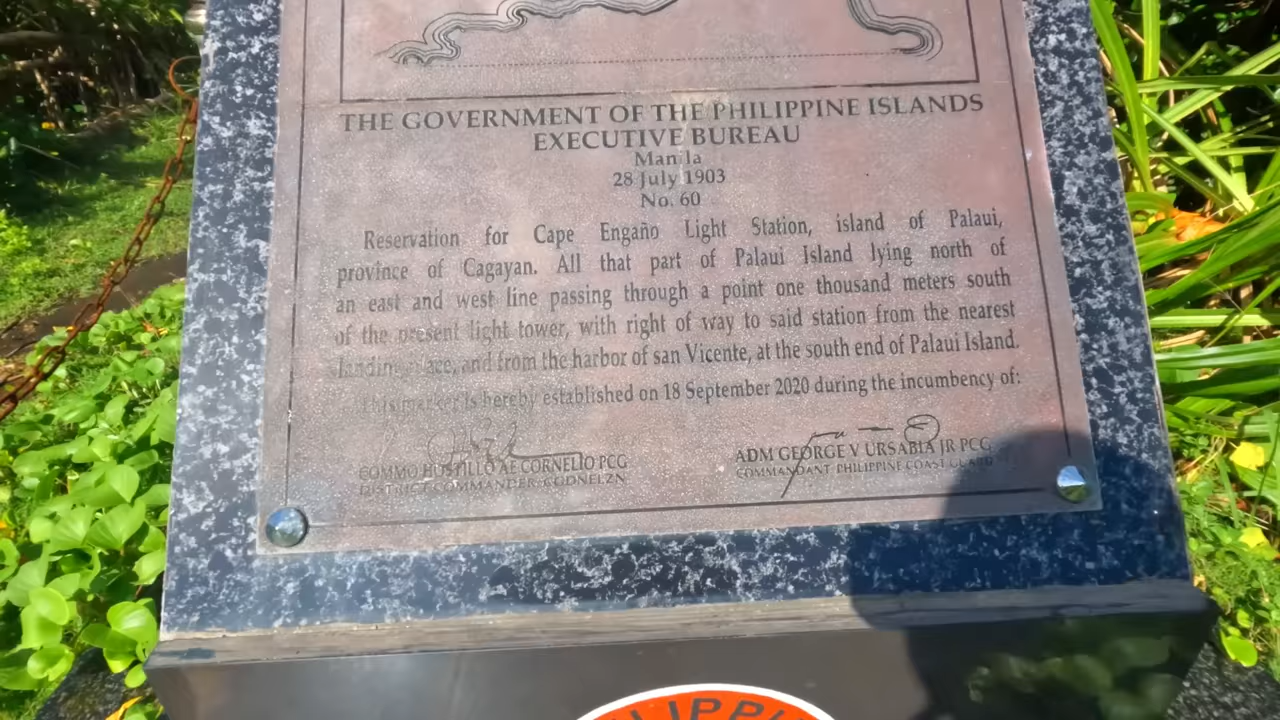 THE GOVERNMENT OF THE PHILIPPINE ISLANDS
EXECUTIVE BUREAU
Manila
28 July 1903
No. 60
Reservation for Cape Engaño Light Station, island of Palaui,
province of Cagayan. All that part of Palaui Island lying north of
an east and west line passing through a point one thousand meters south
of the present light tower, with right of way to said station from the nearest
landing place, and from the harbor of san Vicente, at the south end of Palaui Island.
This marker is hereby established on 18 September 2020 during the incumbency of:
COMMO HOSTILLO AE CORNELIO PCG
DISTRICT COMMANDER, CGDNELZN
ADM GEORGE V URSABIA JR PCG
COMMANDANT PHILIPPINE COAST GUARD